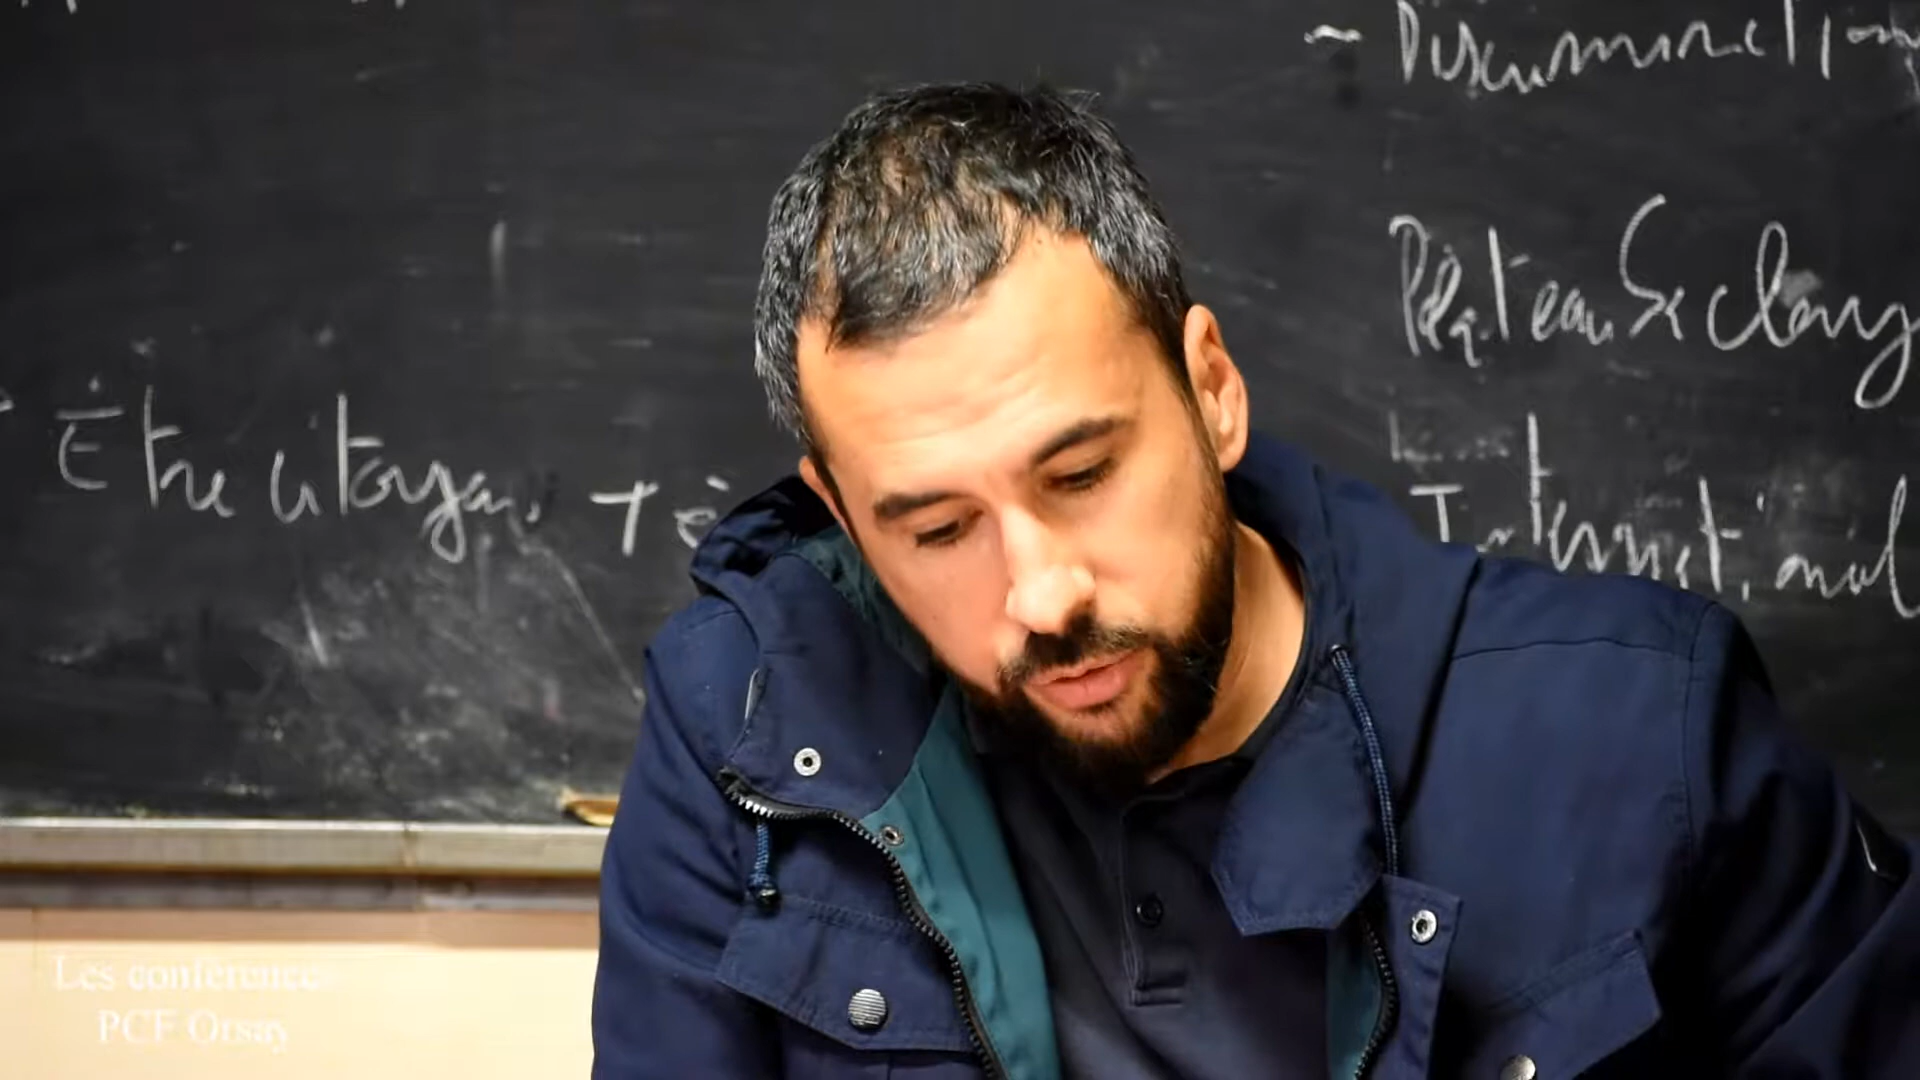 - Discrimination
Plateau Saclay
Être citoyen
International
Les conférences
PCF Orsay